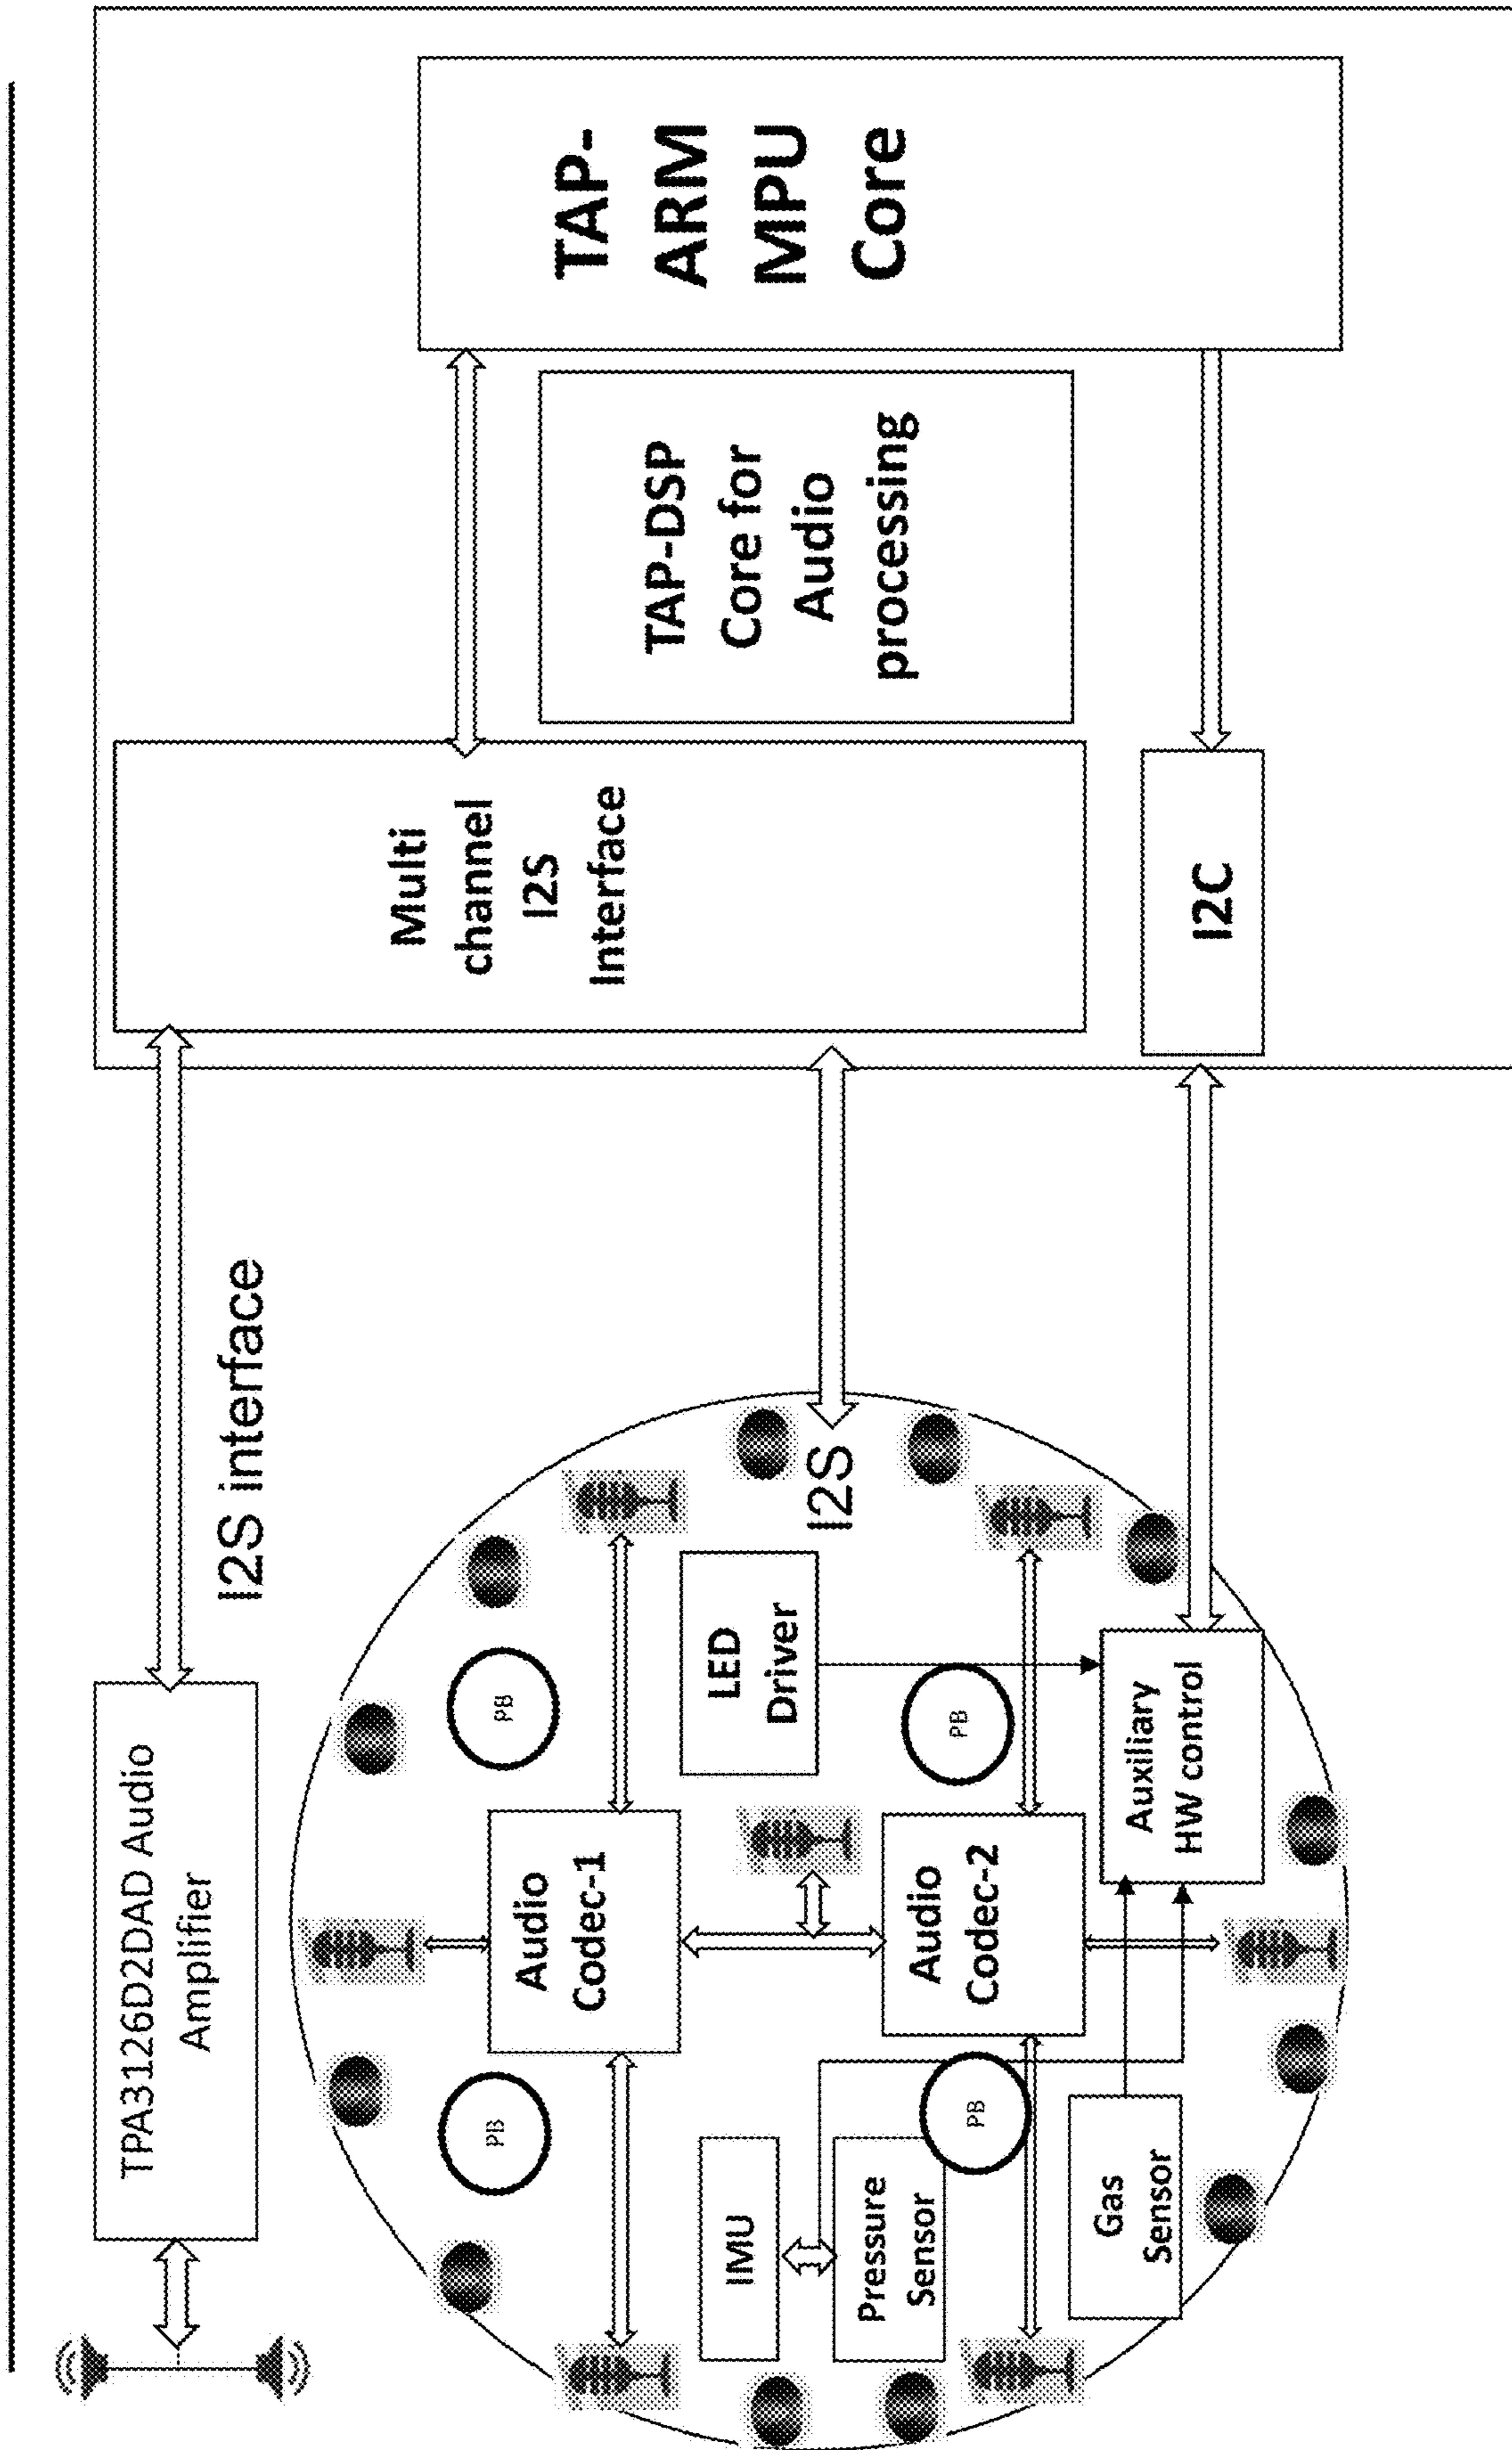 TPA3126D2DAD Audio
Amplifier
I2S interface
PB
PB
Audio
Codec-1
IMU
Pressure
Sensor
LED
Driver
I2S
PB
PB
Audio
Codec-2
Gas
Sensor
Auxiliary
HW control
Multi
channel
I2S
Interface
I2C
TAP-DSP
Core for
Audio
processing
TAP-
ARM
MPU
Core